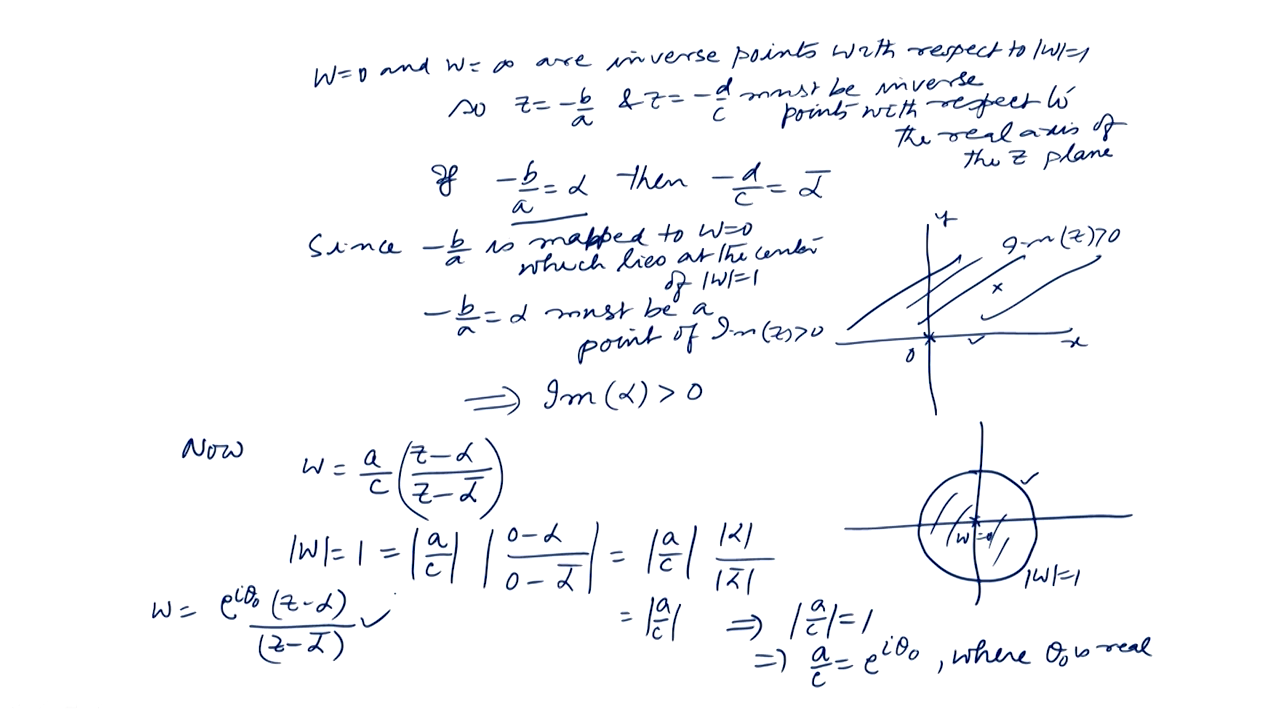 W=0 and W=∞ are inverse points with respect to |W|=1
so z=-b/a & z=-d/c must be inverse
points with respect to
the real axis of
the z plane
If -b/a=α then -d/c=ᾱ
Since -b/a is mapped to W=0
which lies at the center
of |W|=1
-b/a=α must be a
point of Im(z)>0
⟹ Im(α)>0
y
Im(z)>0
0
x
Now
W=a/c((z-α)/(z-ᾱ))
|W|=1=|a/c||(0-α)/(0-ᾱ)|=|a/c||α|/|ᾱ|
=|a/c| ⟹ |a/c|=1
⟹ a/c=e^{iθ₀}, where θ₀ is real
W=e^{iθ₀}(z-α)/(z-ᾱ) ✓
W=0
|W|=1